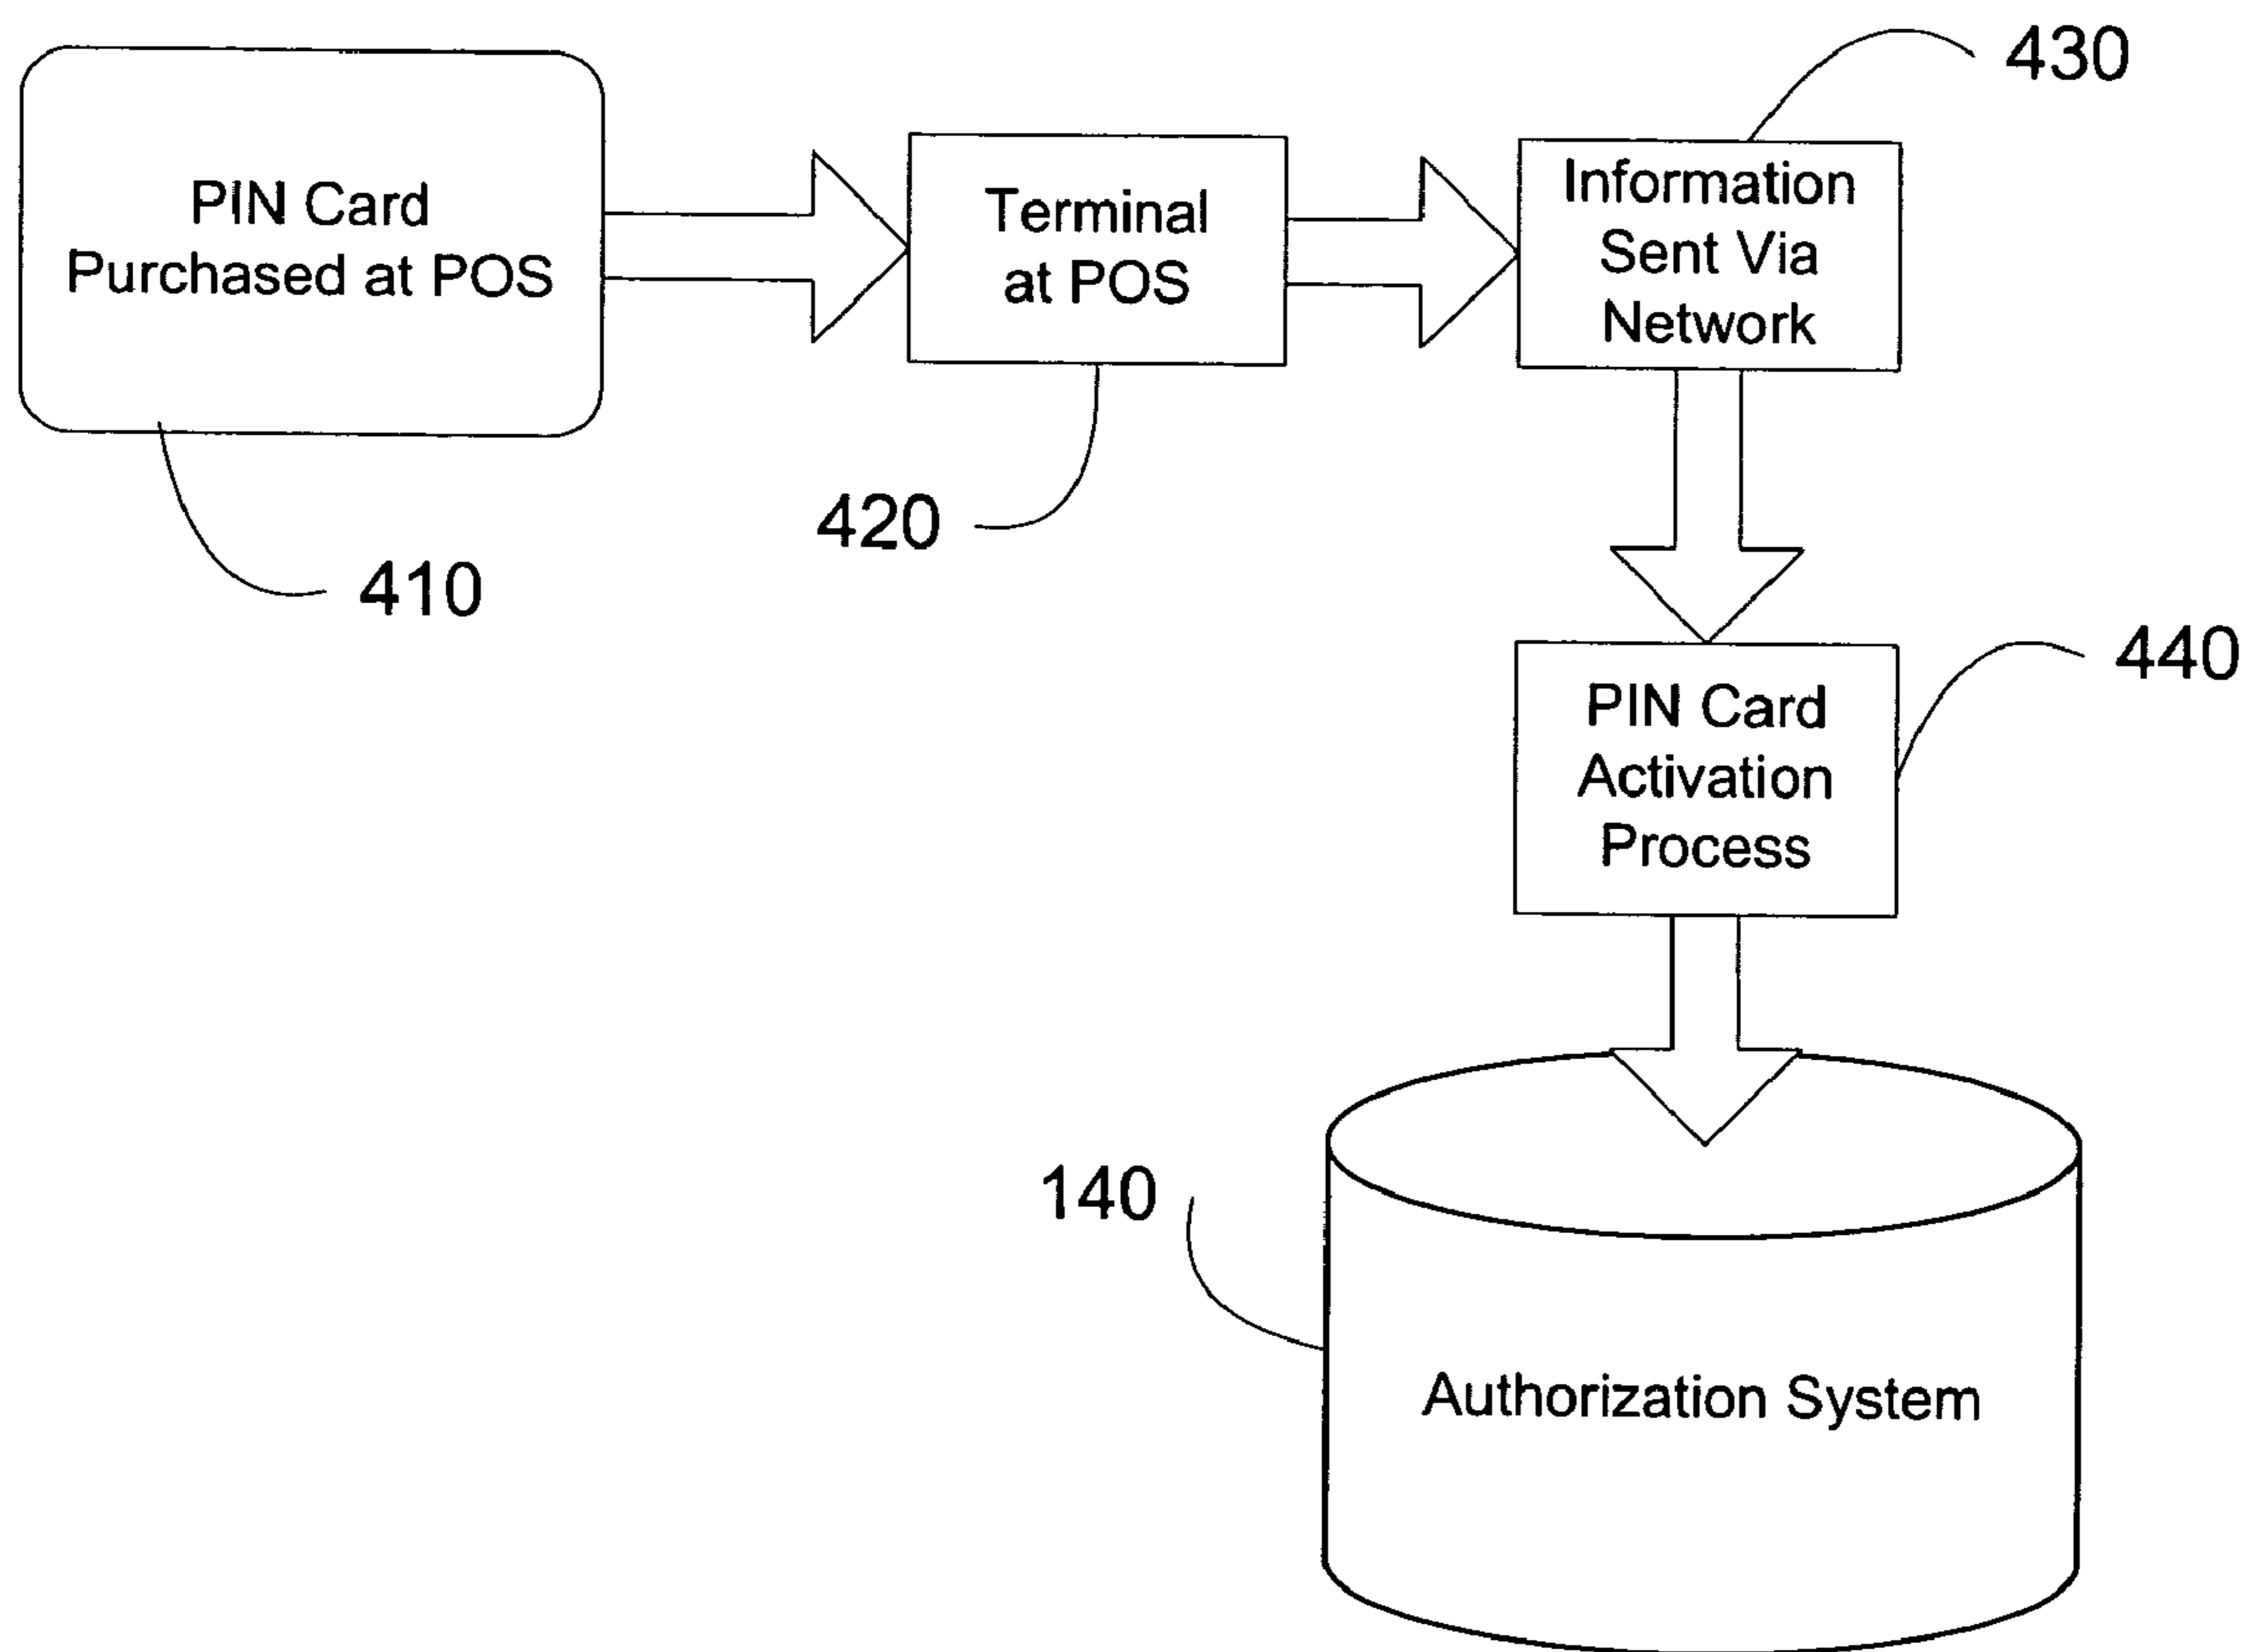 PIN Card
Purchased at POS
410
Terminal
at POS
420
Information
Sent Via
Network
430
PIN Card
Activation
Process
440
140
Authorization System